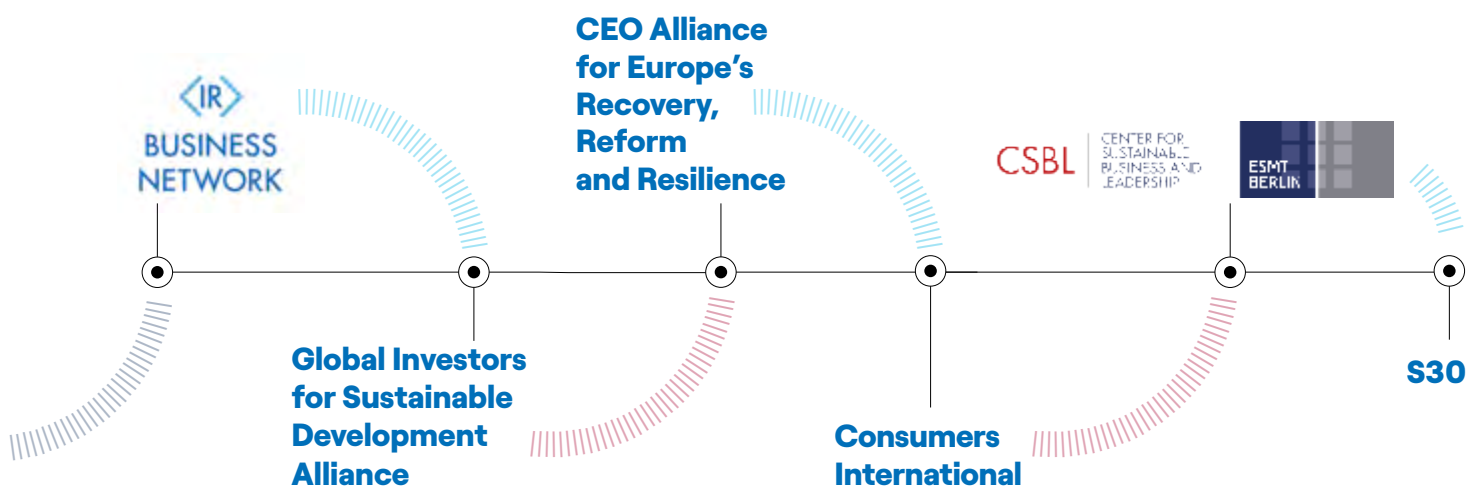 <IR>
BUSINESS
NETWORK
Global Investors
for Sustainable
Development
Alliance
CEO Alliance
for Europe’s
Recovery,
Reform
and Resilience
Consumers
International
CSBL
CENTER FOR
SUSTAINABLE
BUSINESS AND
LEADERSHIP
ESMT
BERLIN
S30